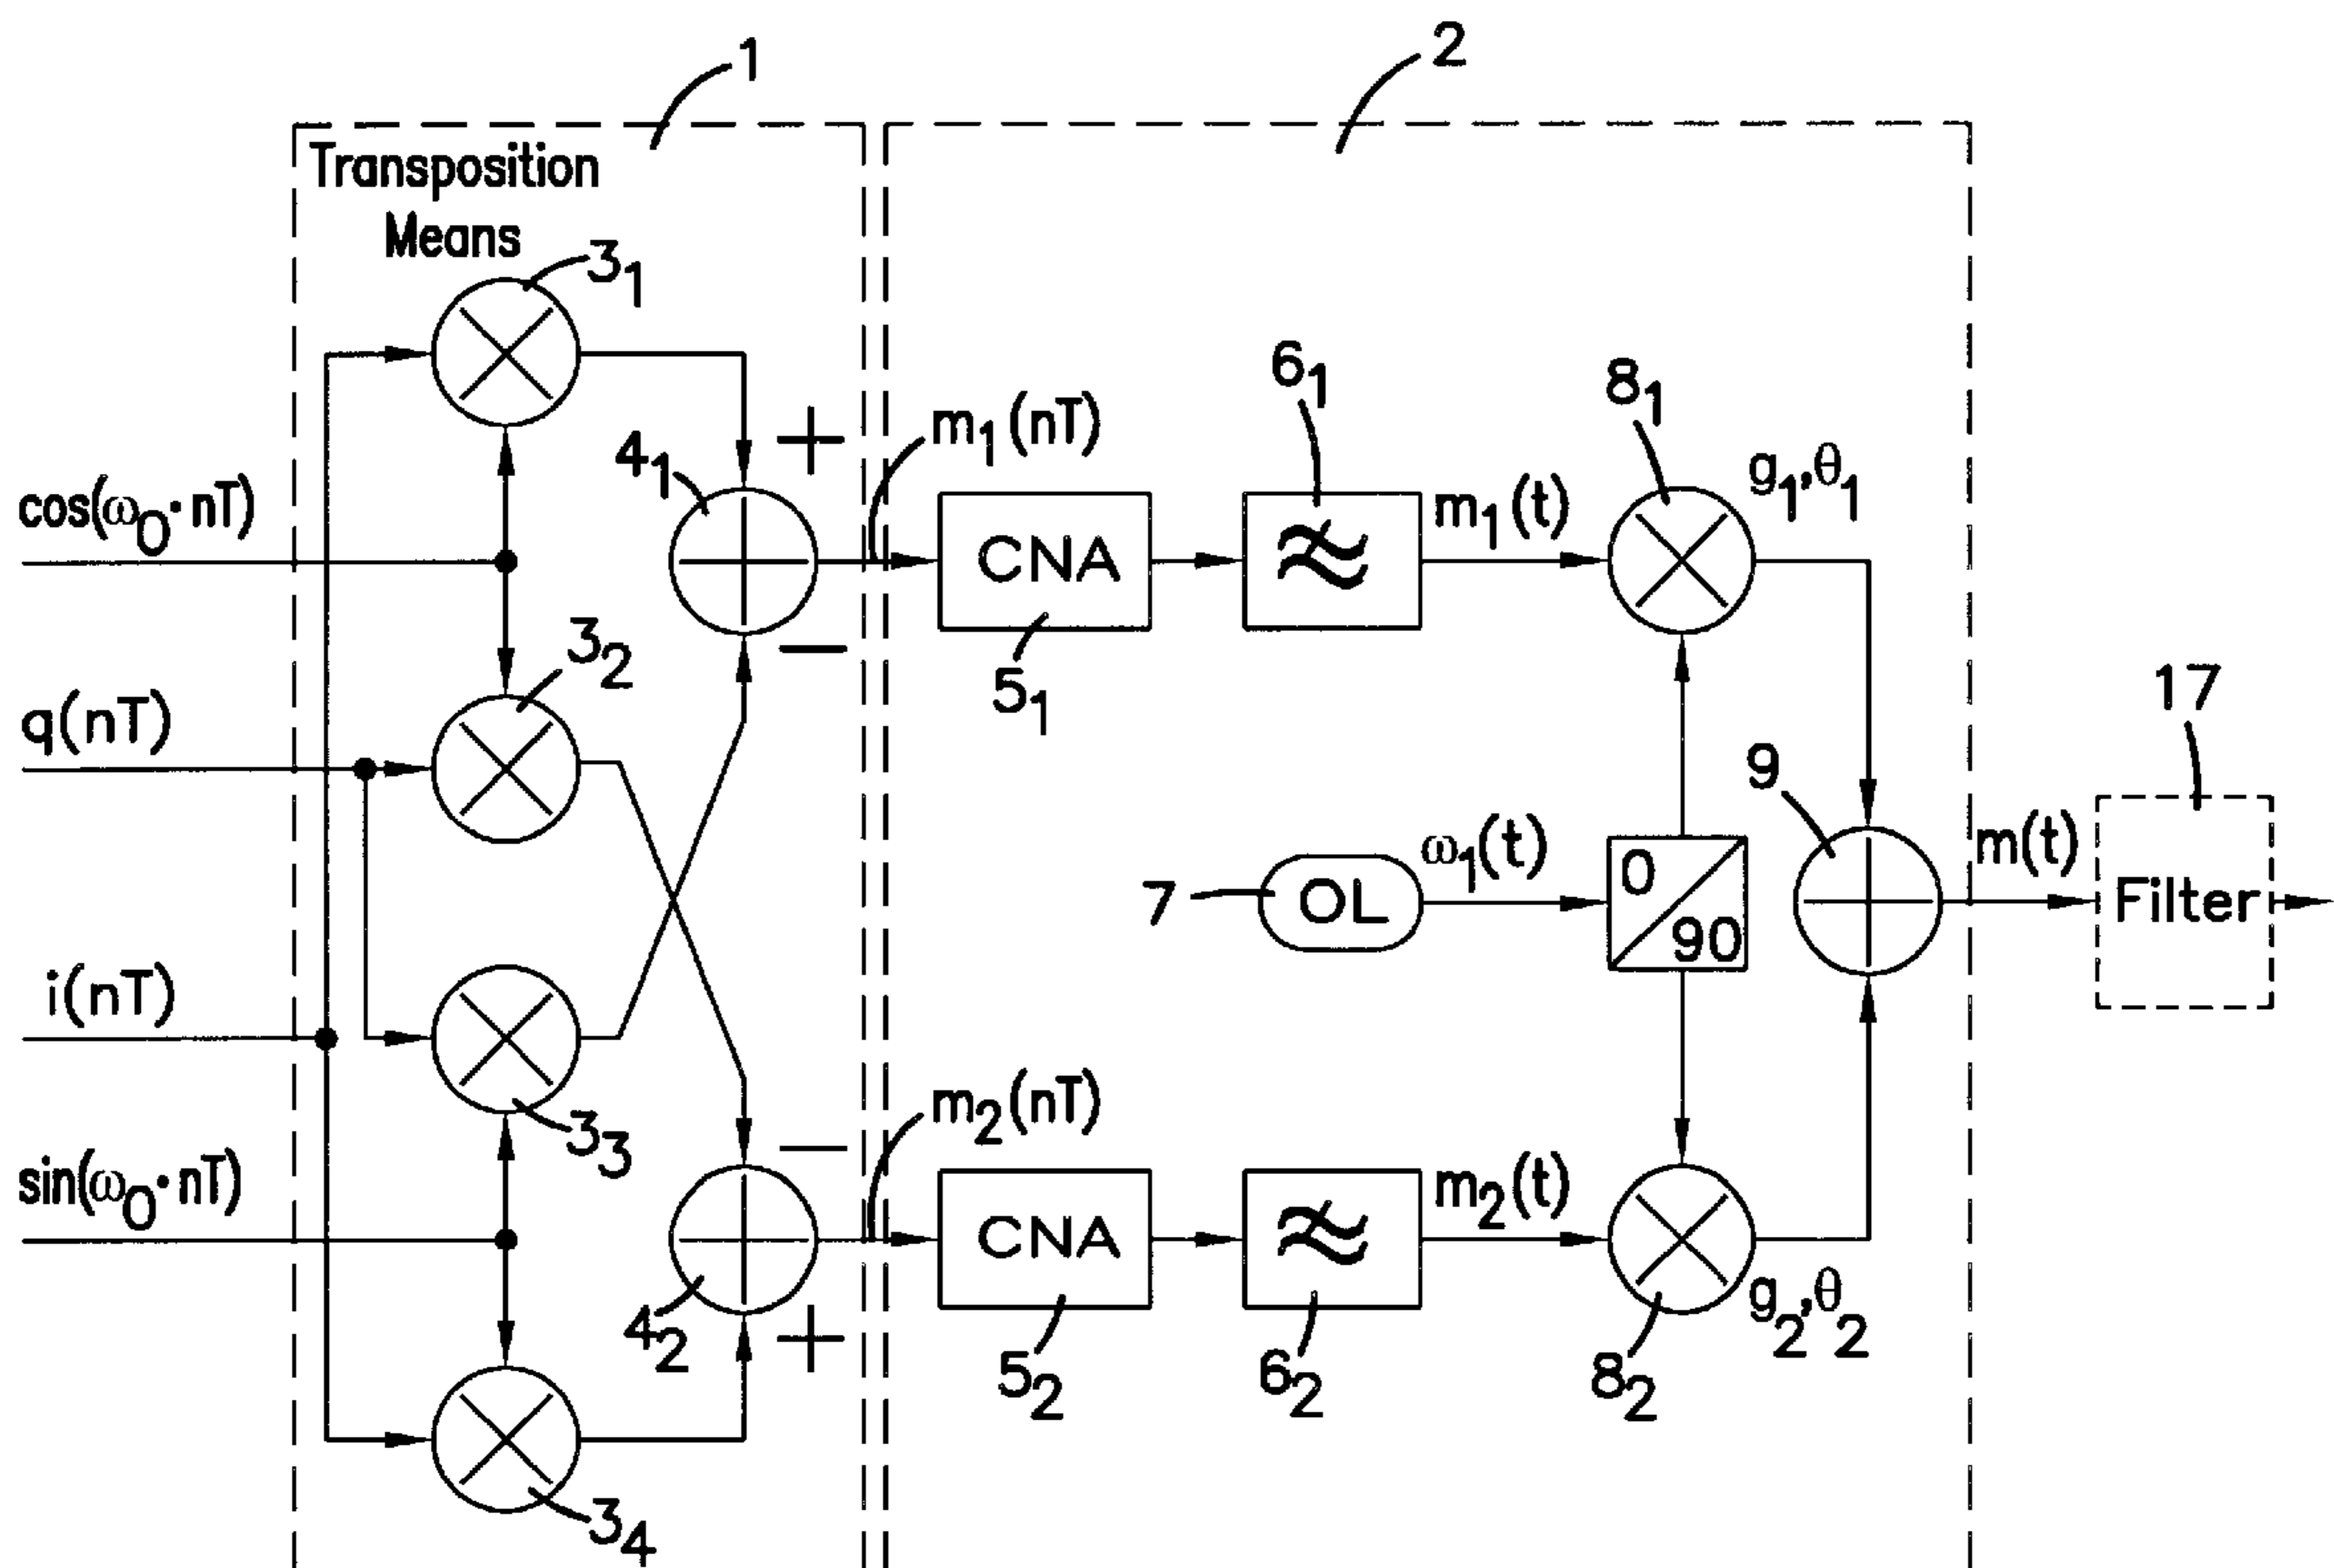 1
2
Transposition
Means
3₁
6₁
8₁
4₁
+
m₁(nT)
m₁(t)
g₁,θ₁
cos(ω₀·nT)
CNA
3₂
−
5₁
17
q(nT)
9
ω₁(t)
m(t)
0
7
OL
Filter
90
i(nT)
3₃
m₂(nT)
−
sin(ω₀·nT)
m₂(t)
CNA
4₂
+
g₂,θ₂
5₂
6₂
8₂
3₄